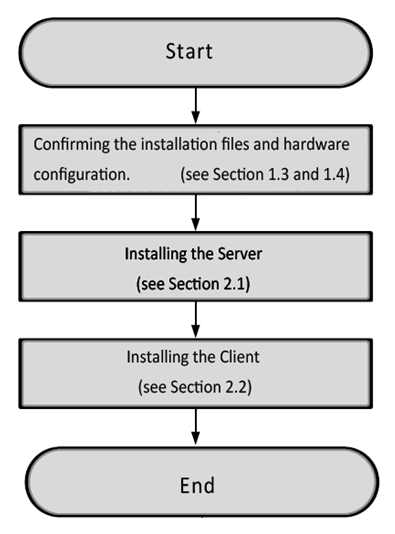 Start
Confirming the installation files and hardware
configuration. (see Section 1.3 and 1.4)
Installing the Server
(see Section 2.1)
Installing the Client
(see Section 2.2)
End